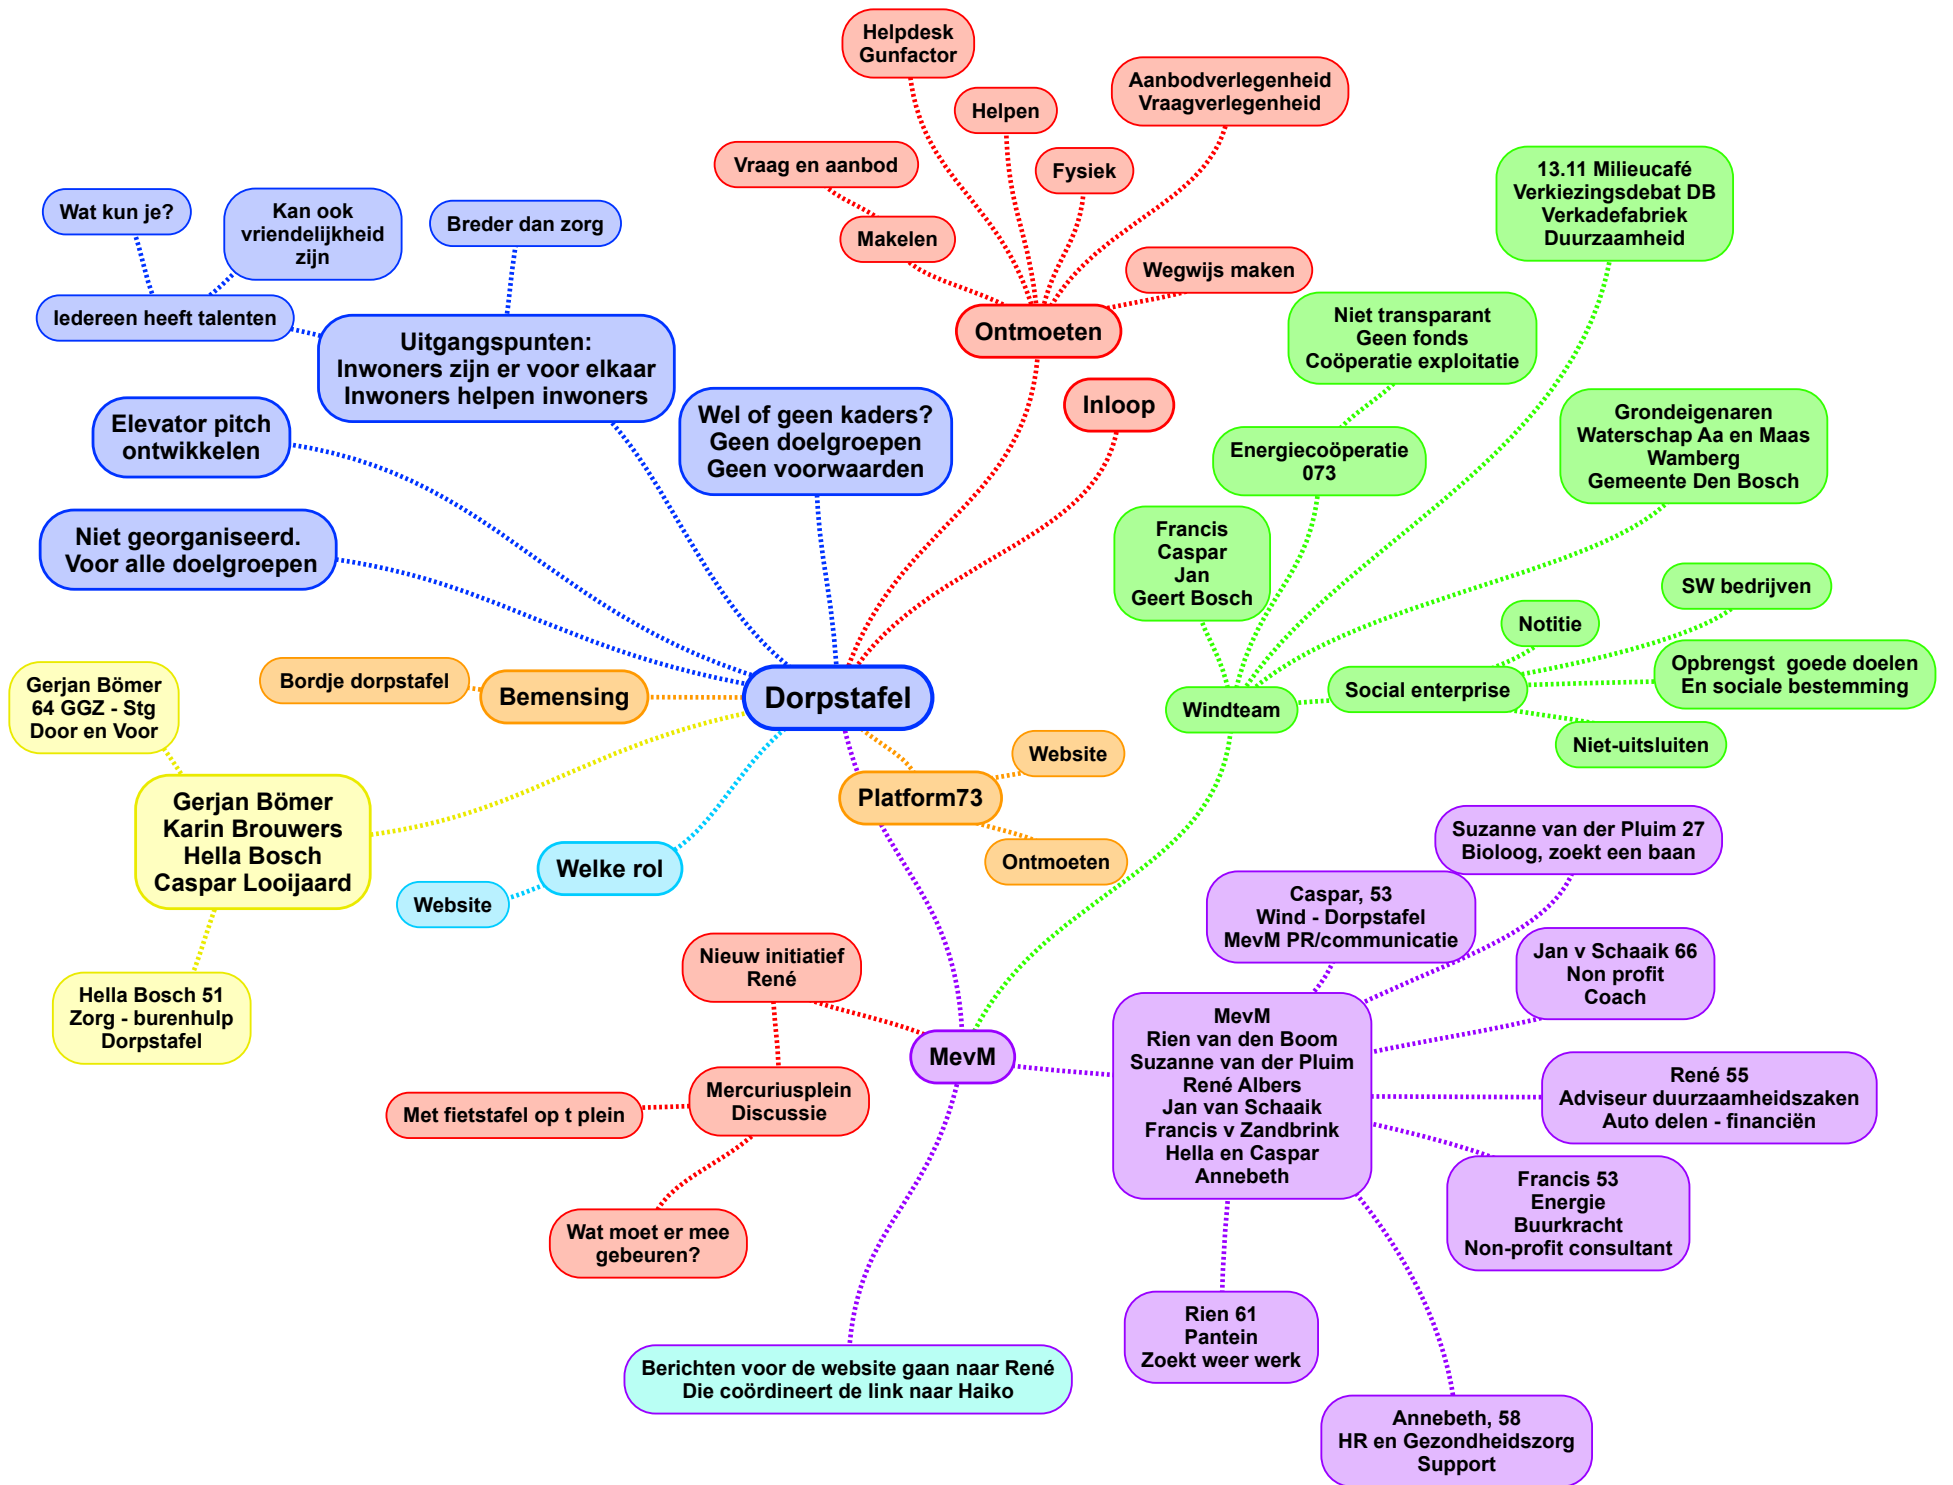 Helpdesk
Gunfactor
Aanbodverlegenheid
Vraagverlegenheid
Helpen
Vraag en aanbod
Fysiek
Makelen
Wegwijs maken
Ontmoeten
Inloop
Wat kun je?
Kan ook
vriendelijkheid
zijn
Breder dan zorg
Iedereen heeft talenten
Uitgangspunten:
Inwoners zijn er voor elkaar
Inwoners helpen inwoners
Elevator pitch
ontwikkelen
Wel of geen kaders?
Geen doelgroepen
Geen voorwaarden
Niet georganiseerd.
Voor alle doelgroepen
13.11 Milieucafé
Verkiezingsdebat DB
Verkadefabriek
Duurzaamheid
Niet transparant
Geen fonds
Coöperatie exploitatie
Grondeigenaren
Waterschap Aa en Maas
Wamberg
Gemeente Den Bosch
Energiecoöperatie
073
Francis
Caspar
Jan
Geert Bosch
SW bedrijven
Notitie
Opbrengst  goede doelen
En sociale bestemming
Social enterprise
Windteam
Niet-uitsluiten
Bordje dorpstafel
Bemensing
Dorpstafel
Gerjan Bömer
64 GGZ - Stg
Door en Voor
Gerjan Bömer
Karin Brouwers
Hella Bosch
Caspar Looijaard
Hella Bosch 51
Zorg - burenhulp
Dorpstafel
Website
Platform73
Ontmoeten
Welke rol
Website
Nieuw initiatief
René
MevM
Mercuriusplein
Discussie
Met fietstafel op t plein
Wat moet er mee
gebeuren?
Berichten voor de website gaan naar René
Die coördineert de link naar Haiko
Suzanne van der Pluim 27
Bioloog, zoekt een baan
Caspar, 53
Wind - Dorpstafel
MevM PR/communicatie
Jan v Schaaik 66
Non profit
Coach
MevM
Rien van den Boom
Suzanne van der Pluim
René Albers
Jan van Schaaik
Francis v Zandbrink
Hella en Caspar
Annebeth
René 55
Adviseur duurzaamheidszaken
Auto delen - financiën
Francis 53
Energie
Buurkracht
Non-profit consultant
Rien 61
Pantein
Zoekt weer werk
Annebeth, 58
HR en Gezondheidszorg
Support